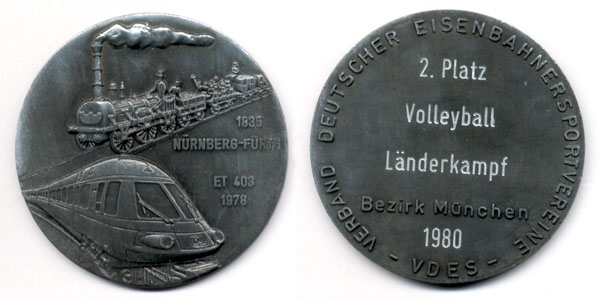 1835
NÜRNBERG-FÜRTH
ET 403
1978
VERBAND DEUTSCHER EISENBAHNERSPORTVEREINE
2. Platz
Volleyball
Länderkampf
Bezirk München
1980
- VDES -